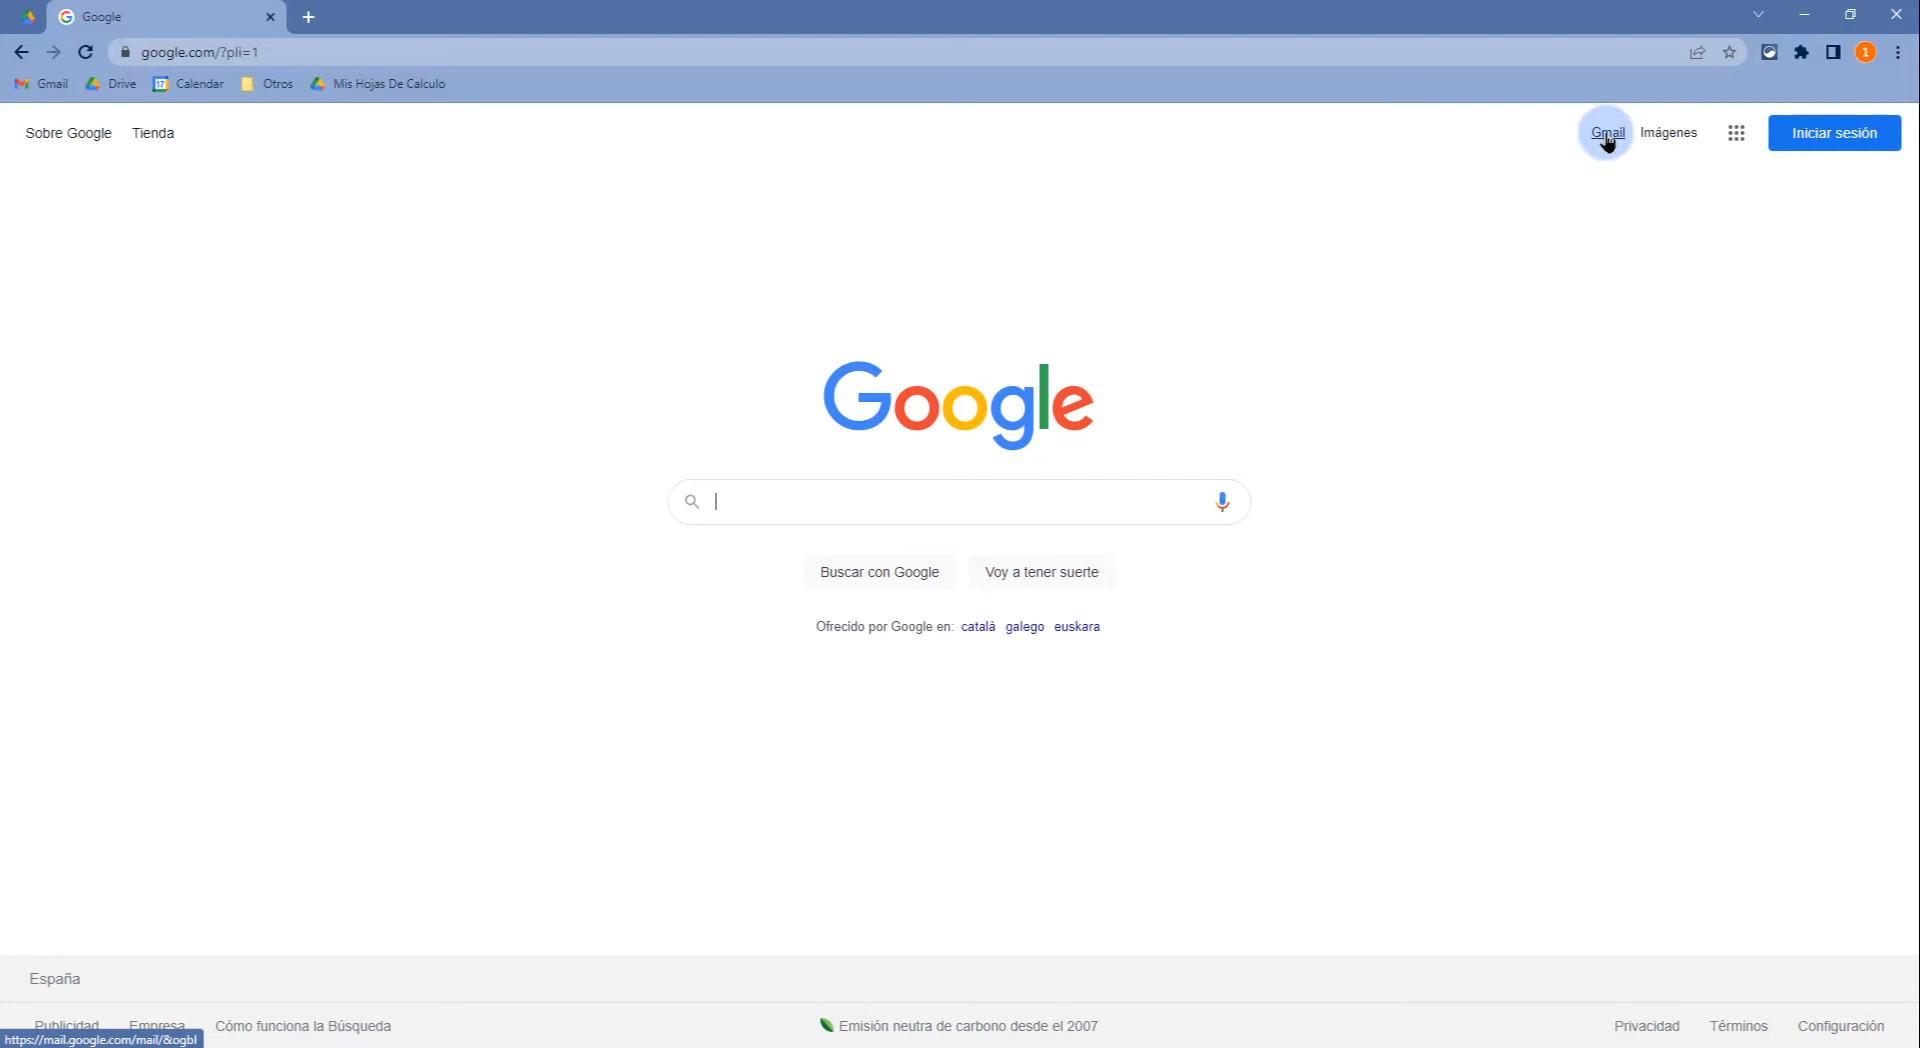 Google
google.com/?pli=1
1
Gmail Drive 17 Calendar Otros Mis Hojas De Calculo
Sobre Google Tienda Gmail Imágenes Iniciar sesión
Google
Buscar con Google Voy a tener suerte
Ofrecido por Google en: català galego euskara
España
Publicidad Empresa Cómo funciona la Búsqueda Emisión neutra de carbono desde el 2007 Privacidad Términos Configuración
https://mail.google.com/mail/&ogbl